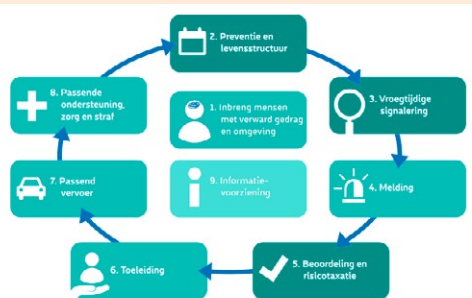 2. Preventie en
levensstructuur
8. Passende
ondersteuning,
zorg en straf
1. Inbreng mensen
met verward gedrag
en omgeving
3. Vroegtijdige
signalering
7. Passend
vervoer
9. Informatie-
voorziening
4. Melding
6. Toeleiding
5. Beoordeling en
risicotaxatie